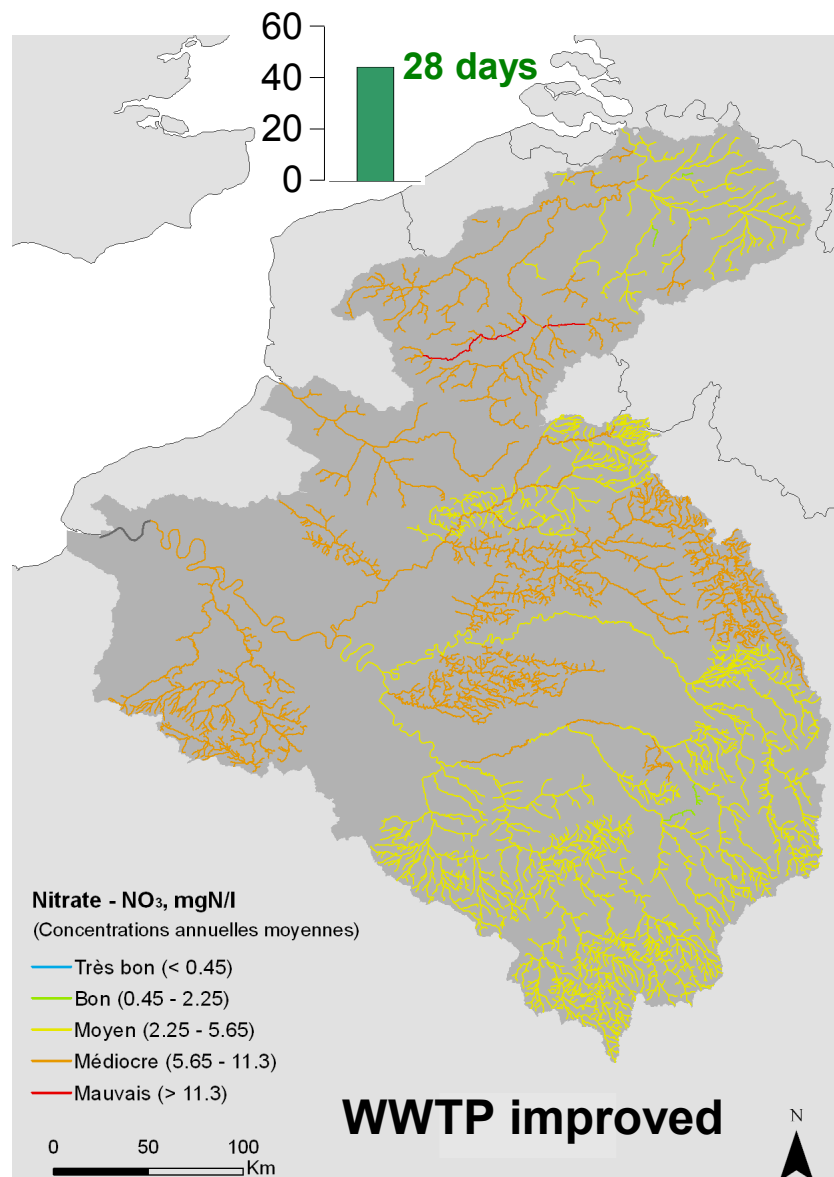 60
40
20
0
28 days
Nitrate - NO₃, mgN/l
(Concentrations annuelles moyennes)
Très bon (< 0.45)
Bon (0.45 - 2.25)
Moyen (2.25 - 5.65)
Médiocre (5.65 - 11.3)
Mauvais (> 11.3)
WWTP improved
0 50 100
Km
N